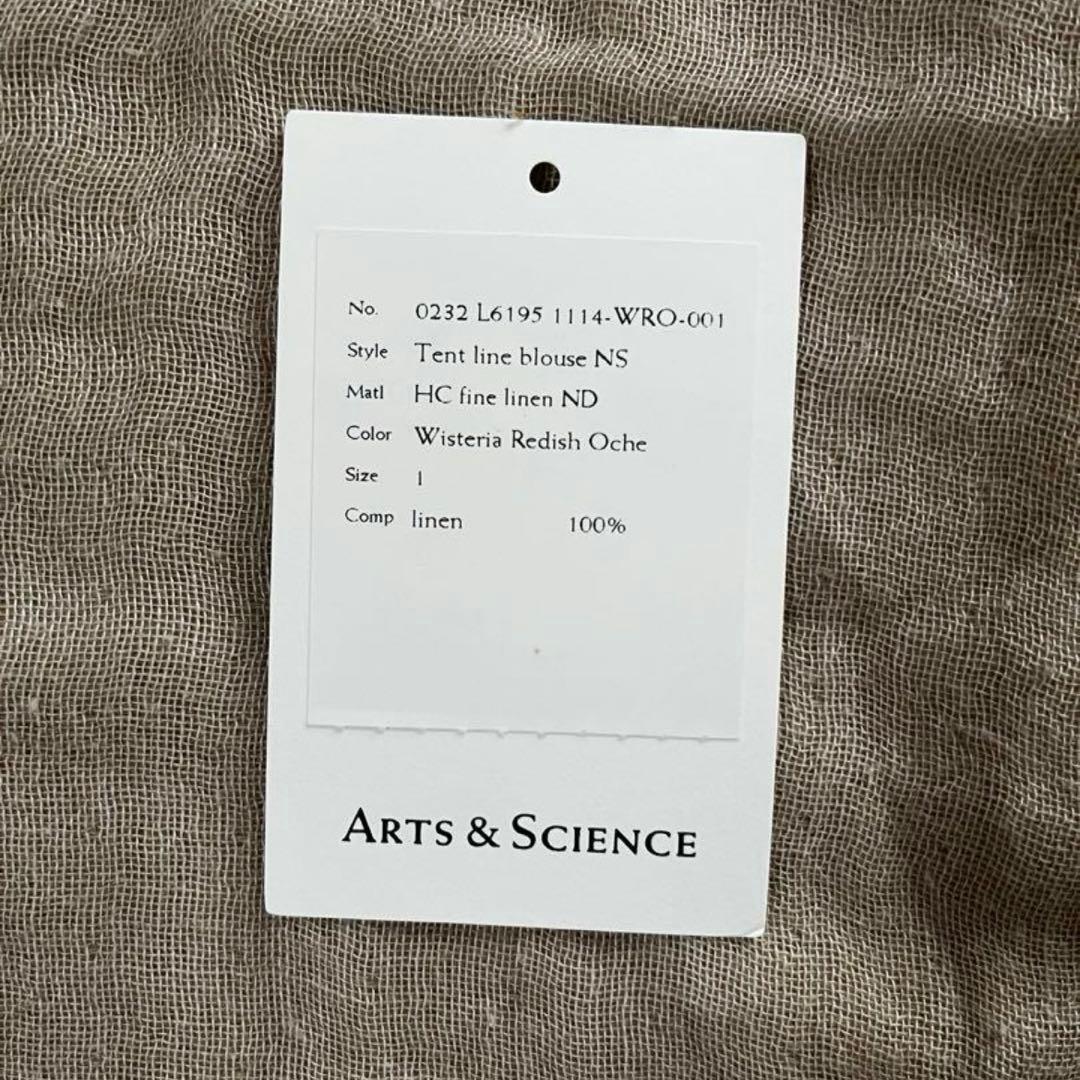 No. 0232 L6195 1114-WRO-001
Style Tent line blouse NS
Matl HC fine linen ND
Color Wisteria Redish Oche
Size 1
Comp linen 100%
ARTS & SCIENCE